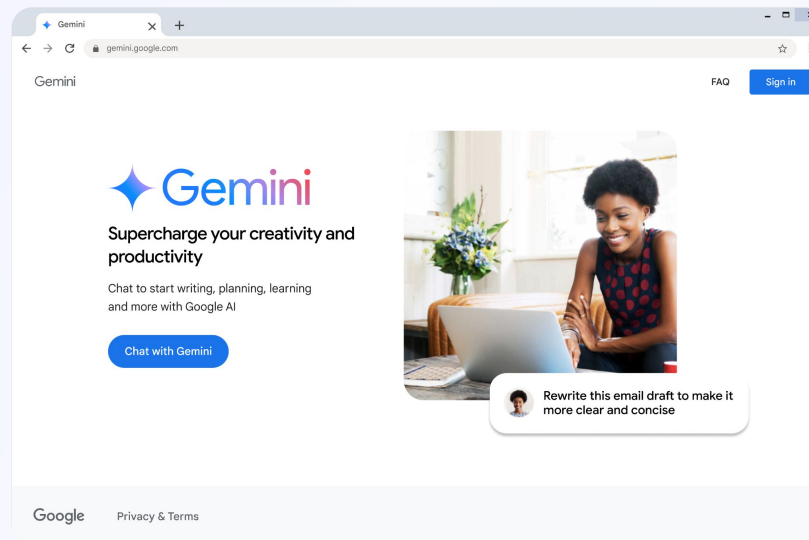 Gemini
gemini.google.com
Gemini
FAQ
Sign in
Gemini
Supercharge your creativity and
productivity
Chat to start writing, planning, learning
and more with Google AI
Chat with Gemini
Rewrite this email draft to make it
more clear and concise
Google
Privacy & Terms